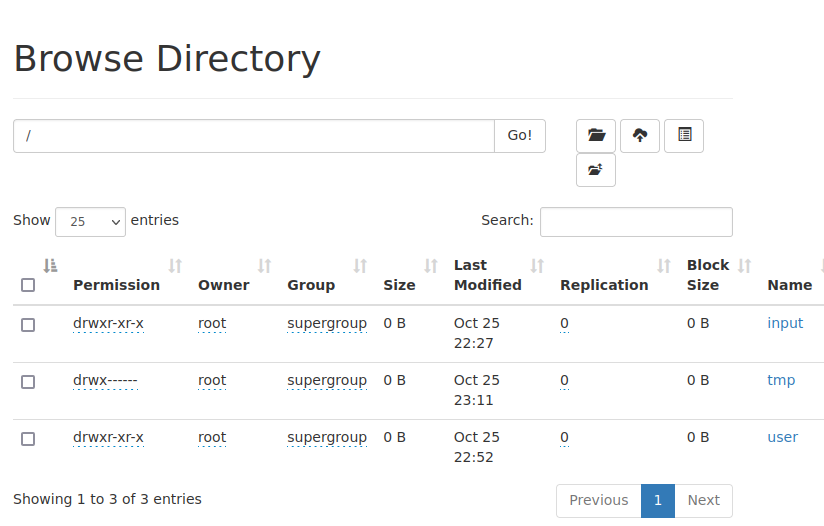 Browse Directory
/ Go!
Show 25 entries Search:
Permission Owner Group Size Last Modified Replication Block Size Name
drwxr-xr-x root supergroup 0 B Oct 25 22:27 0 0 B input
drwx------ root supergroup 0 B Oct 25 23:11 0 0 B tmp
drwxr-xr-x root supergroup 0 B Oct 25 22:52 0 0 B user
Showing 1 to 3 of 3 entries Previous 1 Next